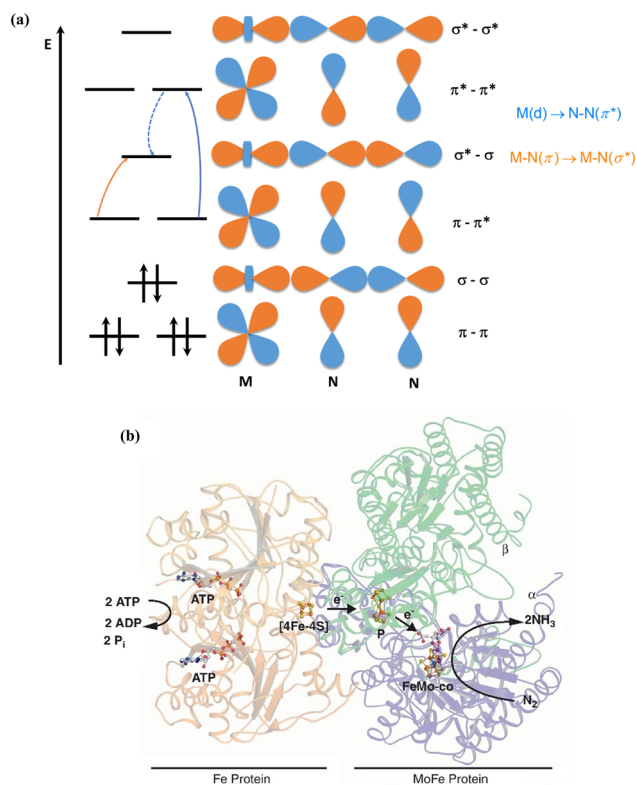 (a)
E
σ* - σ*
π* - π*
M(d) → N-N(π*)
σ* - σ
M-N(π) → M-N(σ*)
π - π*
σ - σ
π - π
M N N
(b)
β
α
2 ATP
ATP
2 ADP
2 Pi
[4Fe-4S]
e-
P
e-
2NH3
ATP
FeMo-co
N2
Fe Protein
MoFe Protein